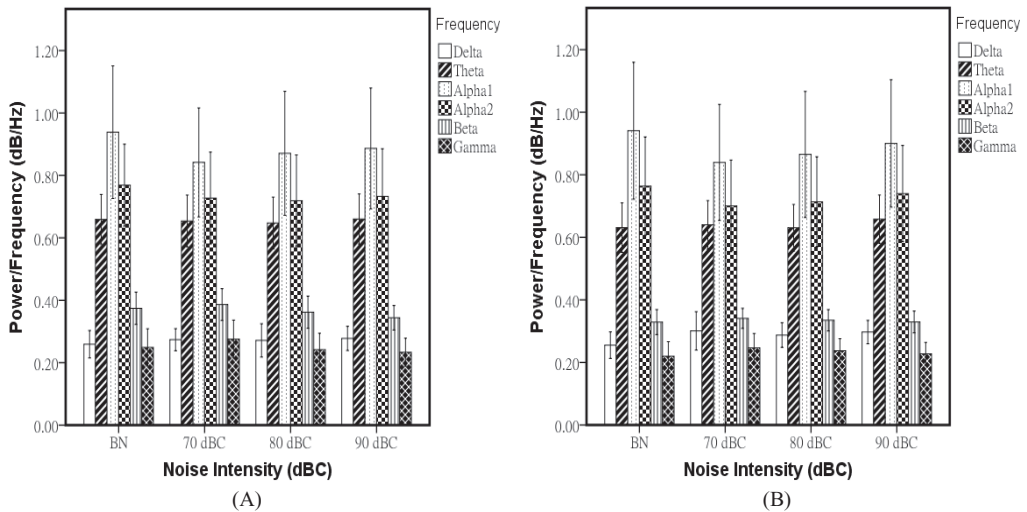 Power/Frequency (dB/Hz)
1.20
1.00
0.80
0.60
0.40
0.20
0.00
BN 70 dBC 80 dBC 90 dBC
Noise Intensity (dBC)
Frequency
Delta
Theta
Alpha1
Alpha2
Beta
Gamma
(A)
Power/Frequency (dB/Hz)
1.20
1.00
0.80
0.60
0.40
0.20
0.00
BN 70 dBC 80 dBC 90 dBC
Noise Intensity (dBC)
Frequency
Delta
Theta
Alpha1
Alpha2
Beta
Gamma
(B)